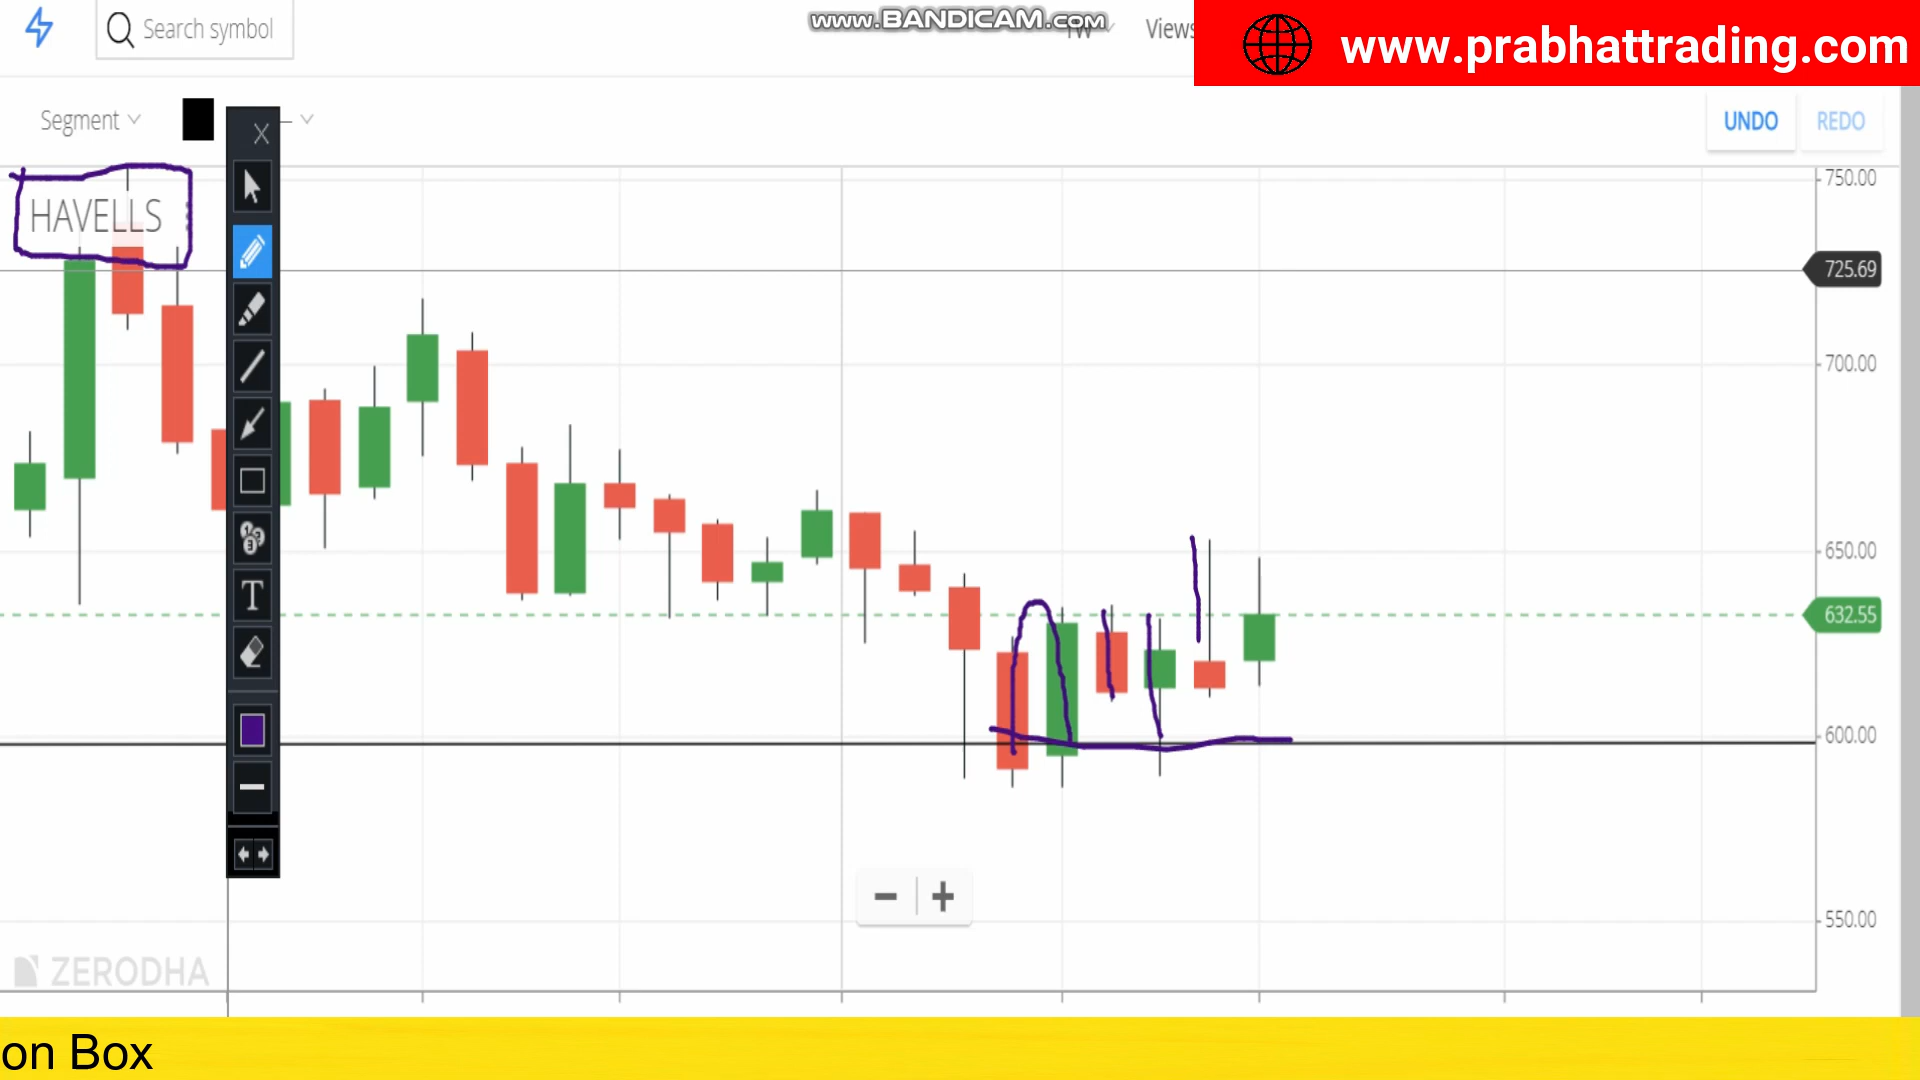 Search symbol
www.BANDICAM.com
1W
Views
www.prabhattrading.com
Segment
X
UNDO
REDO
HAVELLS
750.00
725.69
700.00
650.00
632.55
600.00
550.00
T
ZERODHA
on Box